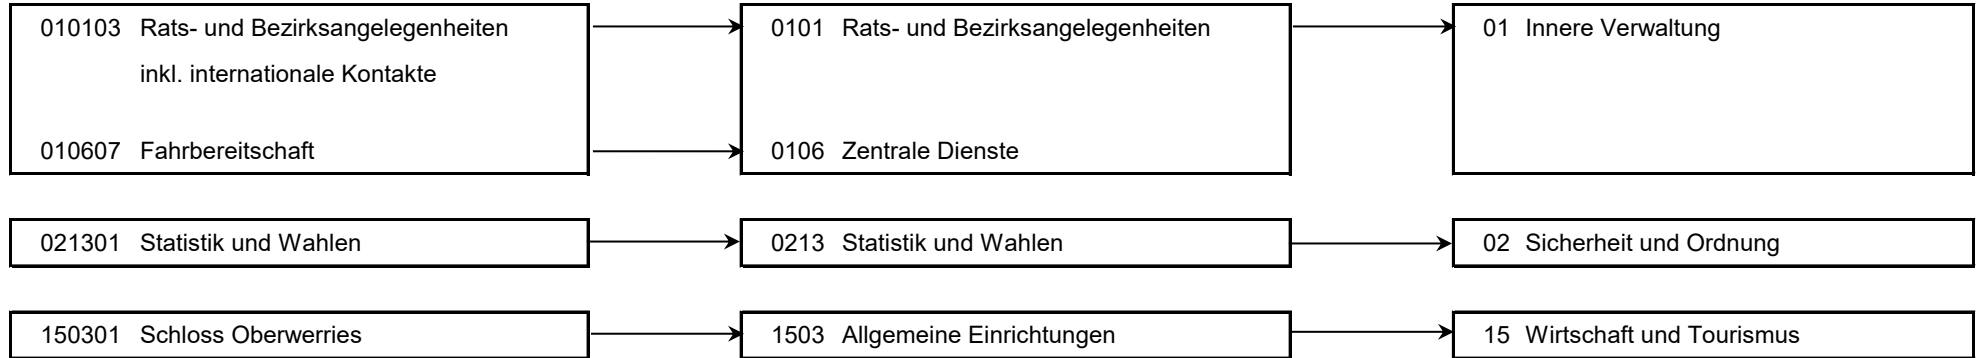 010103 Rats- und Bezirksangelegenheiten
inkl. internationale Kontakte
010607 Fahrbereitschaft
0101 Rats- und Bezirksangelegenheiten
0106 Zentrale Dienste
01 Innere Verwaltung
021301 Statistik und Wahlen
0213 Statistik und Wahlen
02 Sicherheit und Ordnung
150301 Schloss Oberwerries
1503 Allgemeine Einrichtungen
15 Wirtschaft und Tourismus